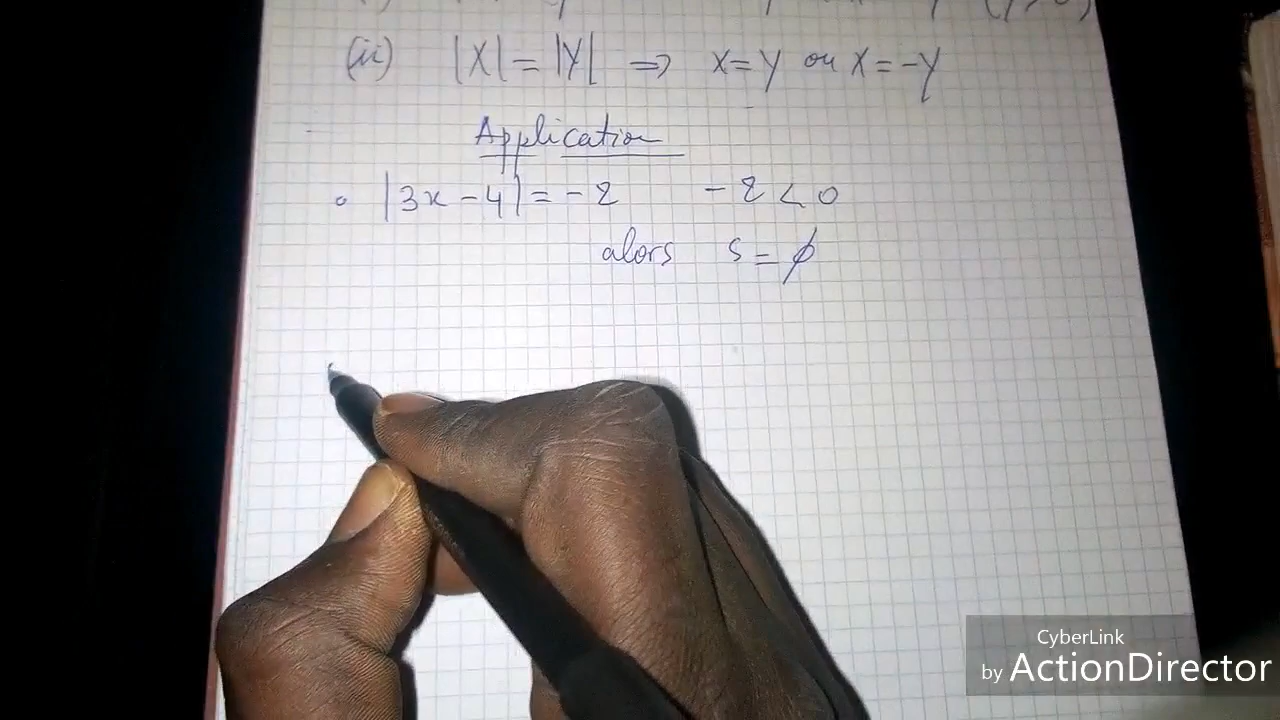 (ii) |X| = |Y| => X = Y ou X = -Y
Application
∘ |3x - 4| = - 2 - 2 < 0
alors S = ∅
CyberLink
by ActionDirector